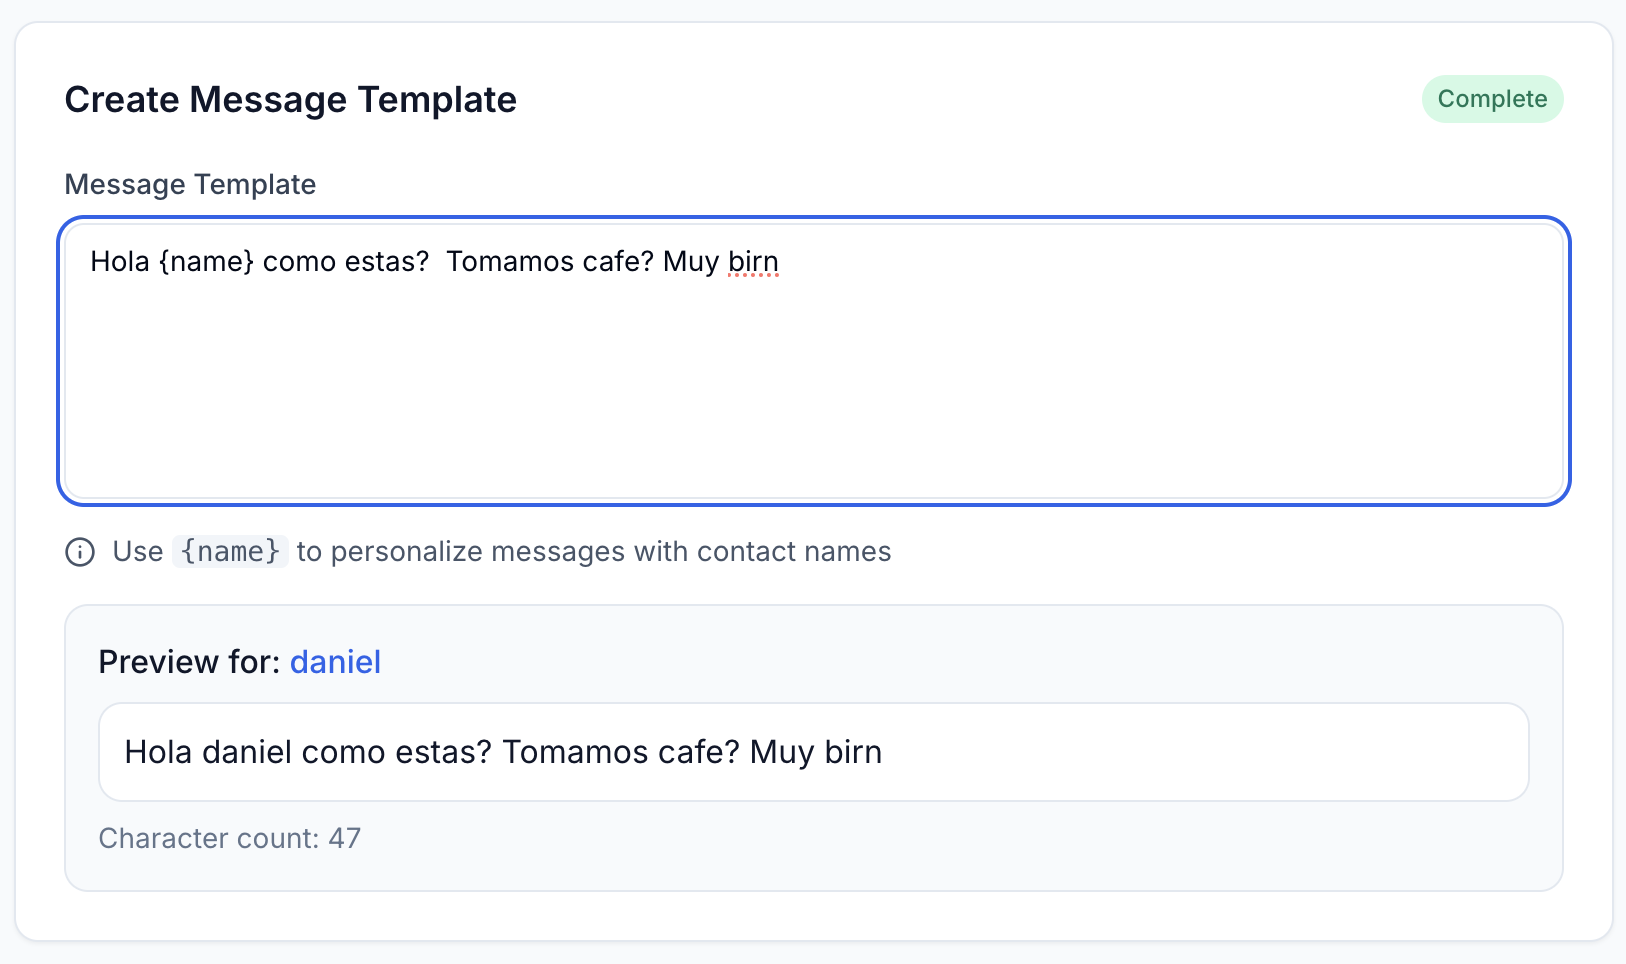 Create Message Template
Complete
Message Template
Hola {name} como estas?  Tomamos cafe? Muy birn
Use {name} to personalize messages with contact names
Preview for: daniel
Hola daniel como estas? Tomamos cafe? Muy birn
Character count: 47